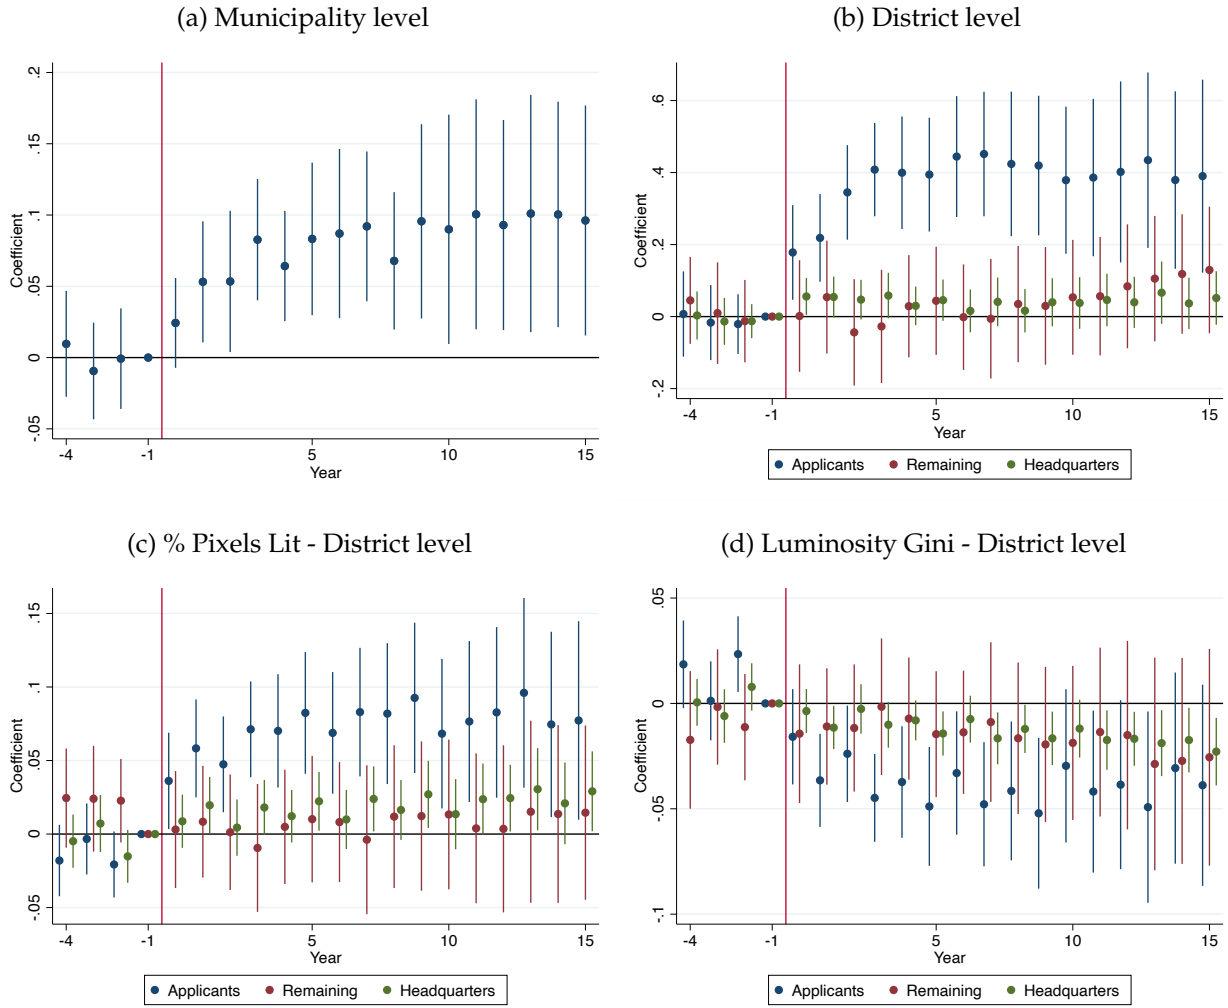 (a) Municipality level
.2
.15
.1
.05
0
-.05
Coefficient
-4 -1 5 10 15
Year
(b) District level
.6
.4
.2
0
-.2
Coefficient
-4 -1 5 10 15
Year
Applicants Remaining Headquarters
(c) % Pixels Lit - District level
.15
.1
.05
0
-.05
Coefficient
-4 -1 5 10 15
Year
Applicants Remaining Headquarters
(d) Luminosity Gini - District level
.05
0
-.05
-.1
Coefficient
-4 -1 5 10 15
Year
Applicants Remaining Headquarters